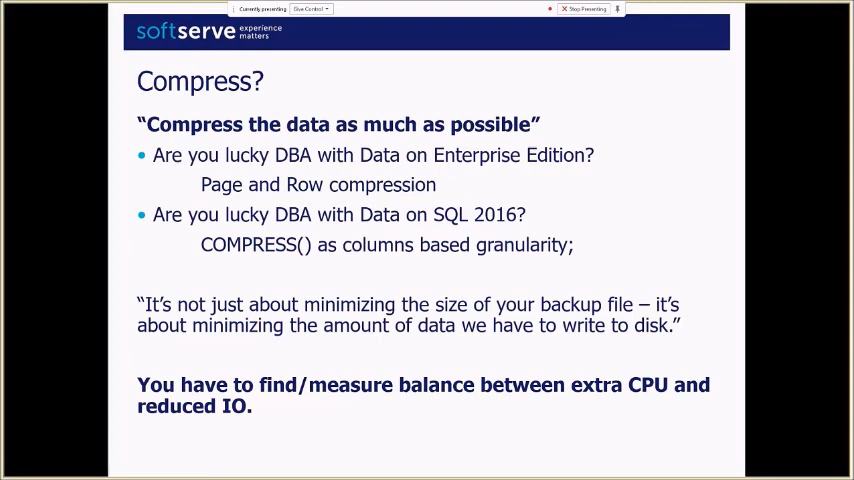 Currently presenting
Give Control
Stop Presenting
softserve experience
matters
Compress?
“Compress the data as much as possible”
• Are you lucky DBA with Data on Enterprise Edition?
Page and Row compression
• Are you lucky DBA with Data on SQL 2016?
COMPRESS() as columns based granularity;
“It’s not just about minimizing the size of your backup file – it’s
about minimizing the amount of data we have to write to disk.”
You have to find/measure balance between extra CPU and
reduced IO.